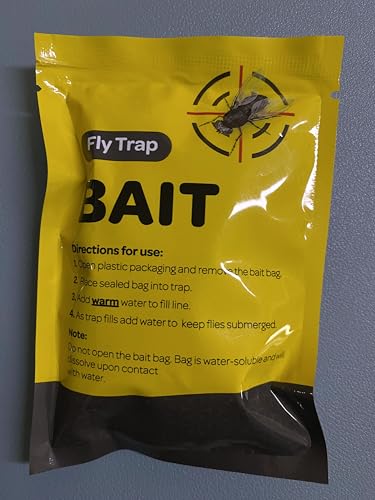 Fly Trap
BAIT
Directions for use:
1. Open plastic packaging and remove the bait bag.
2. Place sealed bag into trap.
3. Add warm water to fill line.
4. As trap fills add water to keep flies submerged.
Note:
Do not open the bait bag. Bag is water-soluble and will
dissolve upon contact
with water.